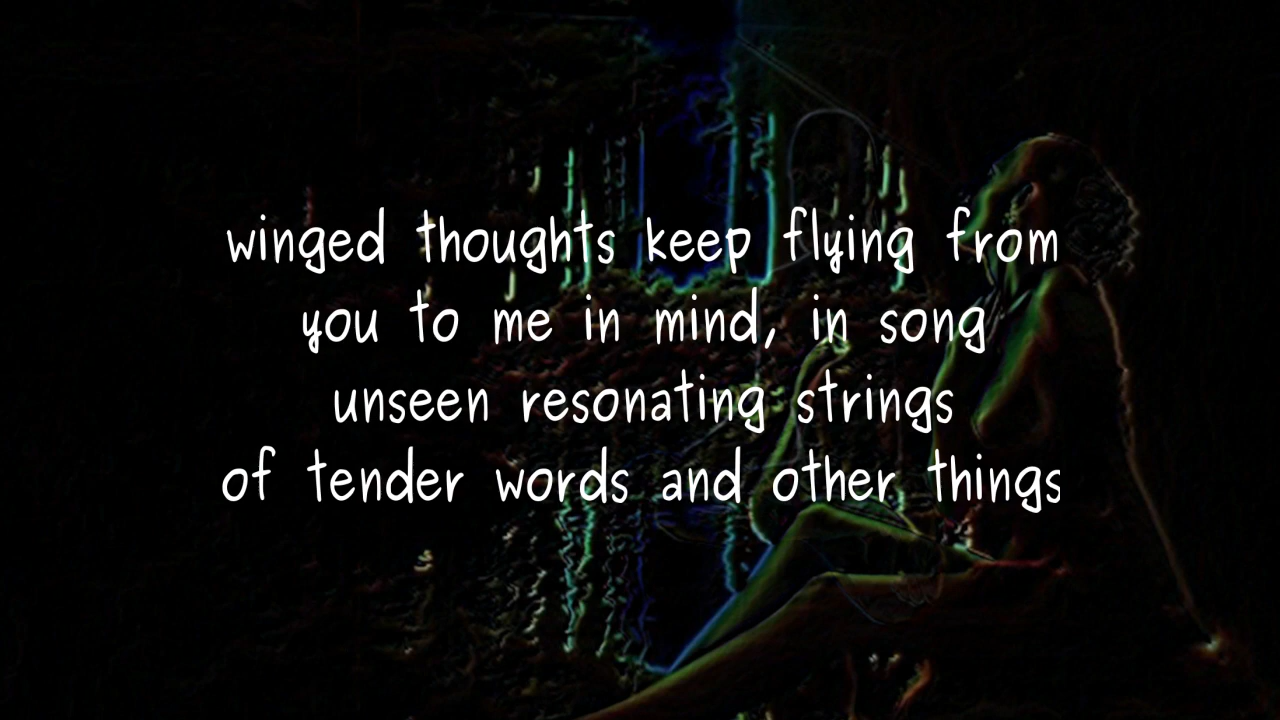 winged thoughts keep flying from
you to me in mind, in song
unseen resonating strings
of tender words and other things